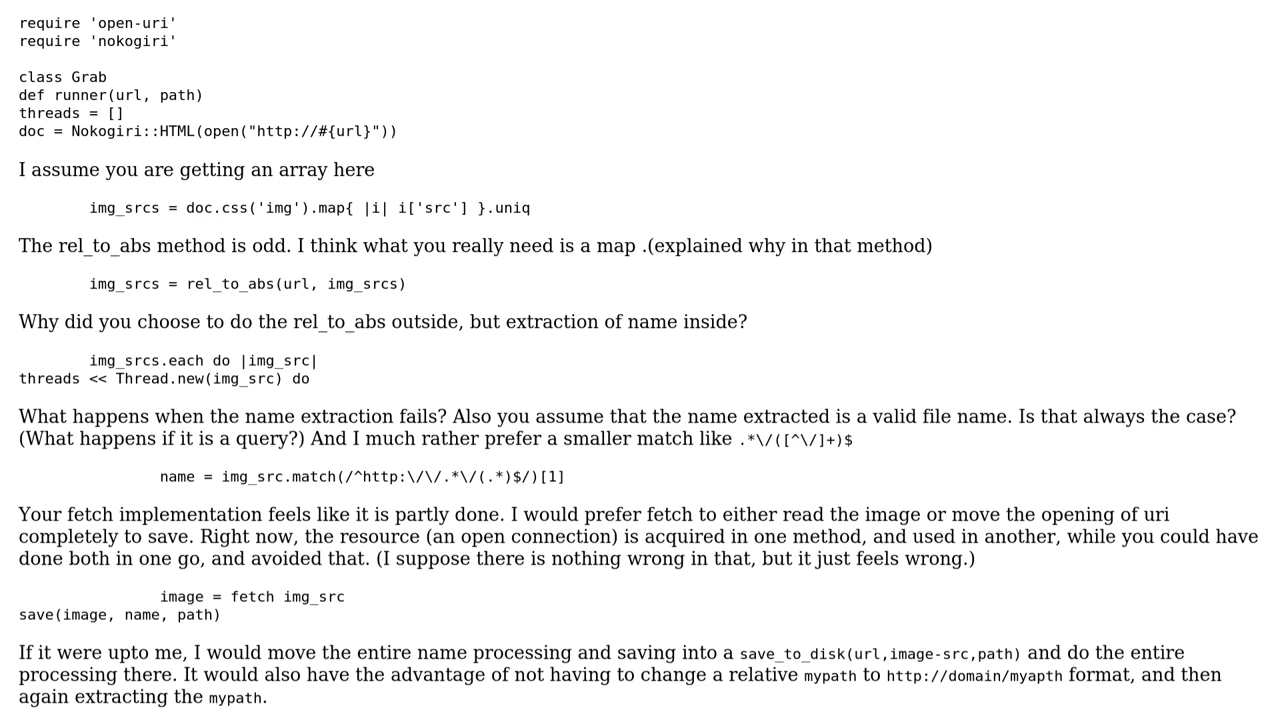 require 'open-uri'
require 'nokogiri'
class Grab
def runner(url, path)
threads = []
doc = Nokogiri::HTML(open("http://#{url}"))
I assume you are getting an array here
img_srcs = doc.css('img').map{ |i| i['src'] }.uniq
The rel_to_abs method is odd. I think what you really need is a map .(explained why in that method)
img_srcs = rel_to_abs(url, img_srcs)
Why did you choose to do the rel_to_abs outside, but extraction of name inside?
img_srcs.each do |img_src|
threads << Thread.new(img_src) do
What happens when the name extraction fails? Also you assume that the name extracted is a valid file name. Is that always the case?
(What happens if it is a query?) And I much rather prefer a smaller match like .*\/([^\/]+)$
name = img_src.match(/^http:\/\/.*\/(.*)$/)[1]
Your fetch implementation feels like it is partly done. I would prefer fetch to either read the image or move the opening of uri
completely to save. Right now, the resource (an open connection) is acquired in one method, and used in another, while you could have
done both in one go, and avoided that. (I suppose there is nothing wrong in that, but it just feels wrong.)
image = fetch img_src
save(image, name, path)
If it were upto me, I would move the entire name processing and saving into a save_to_disk(url,image-src,path) and do the entire
processing there. It would also have the advantage of not having to change a relative mypath to http://domain/myapth format, and then
again extracting the mypath.